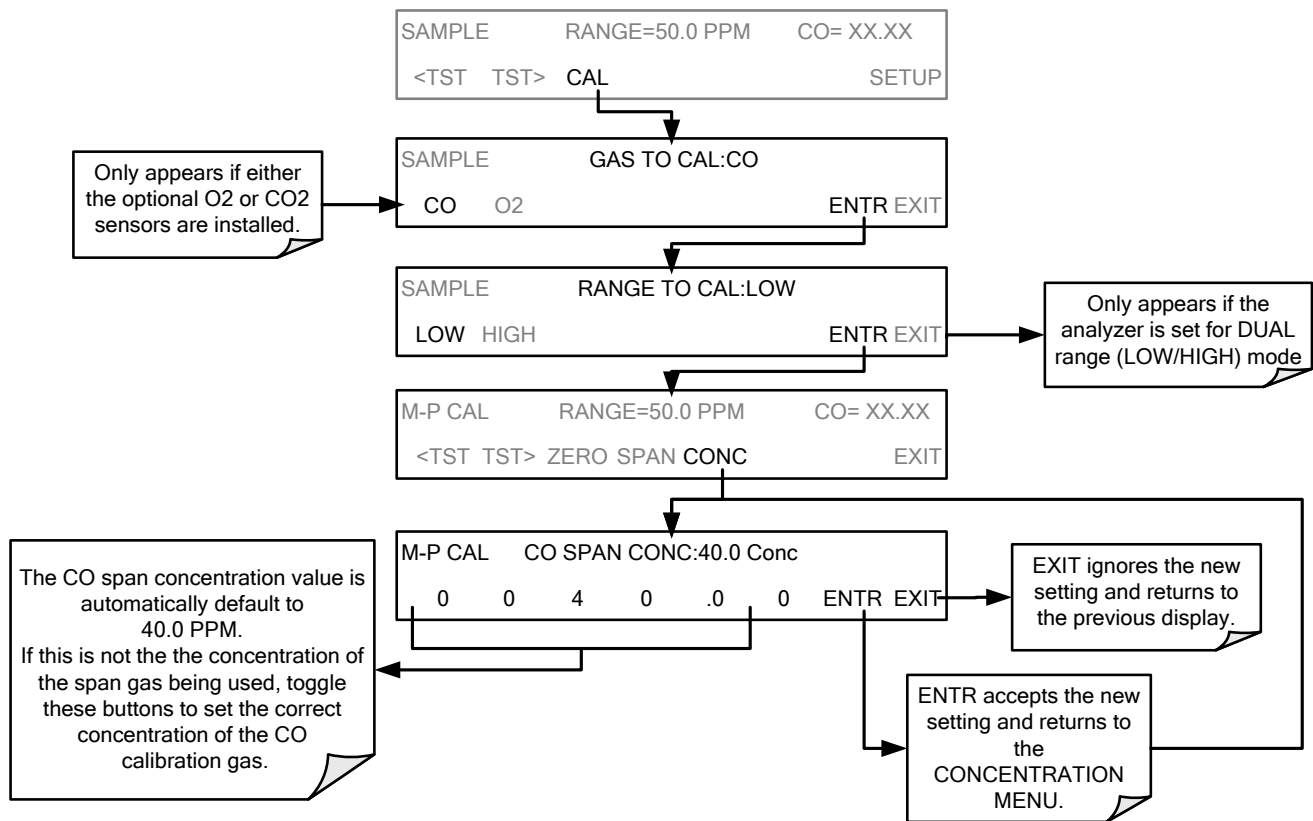 SAMPLE RANGE=50.0 PPM CO= XX.XX
<TST TST> CAL SETUP
Only appears if either
the optional O2 or CO2
sensors are installed.
SAMPLE GAS TO CAL:CO
CO O2 ENTR EXIT
SAMPLE RANGE TO CAL:LOW
LOW HIGH ENTR EXIT
Only appears if the
analyzer is set for DUAL
range (LOW/HIGH) mode
M-P CAL RANGE=50.0 PPM CO= XX.XX
<TST TST> ZERO SPAN CONC EXIT
M-P CAL CO SPAN CONC:40.0 Conc
0 0 4 0 .0 0 ENTR EXIT
The CO span concentration value is
automatically default to
40.0 PPM.
If this is not the the concentration of
the span gas being used, toggle
these buttons to set the correct
concentration of the CO
calibration gas.
EXIT ignores the new
setting and returns to
the previous display.
ENTR accepts the new
setting and returns to
the
CONCENTRATION
MENU.